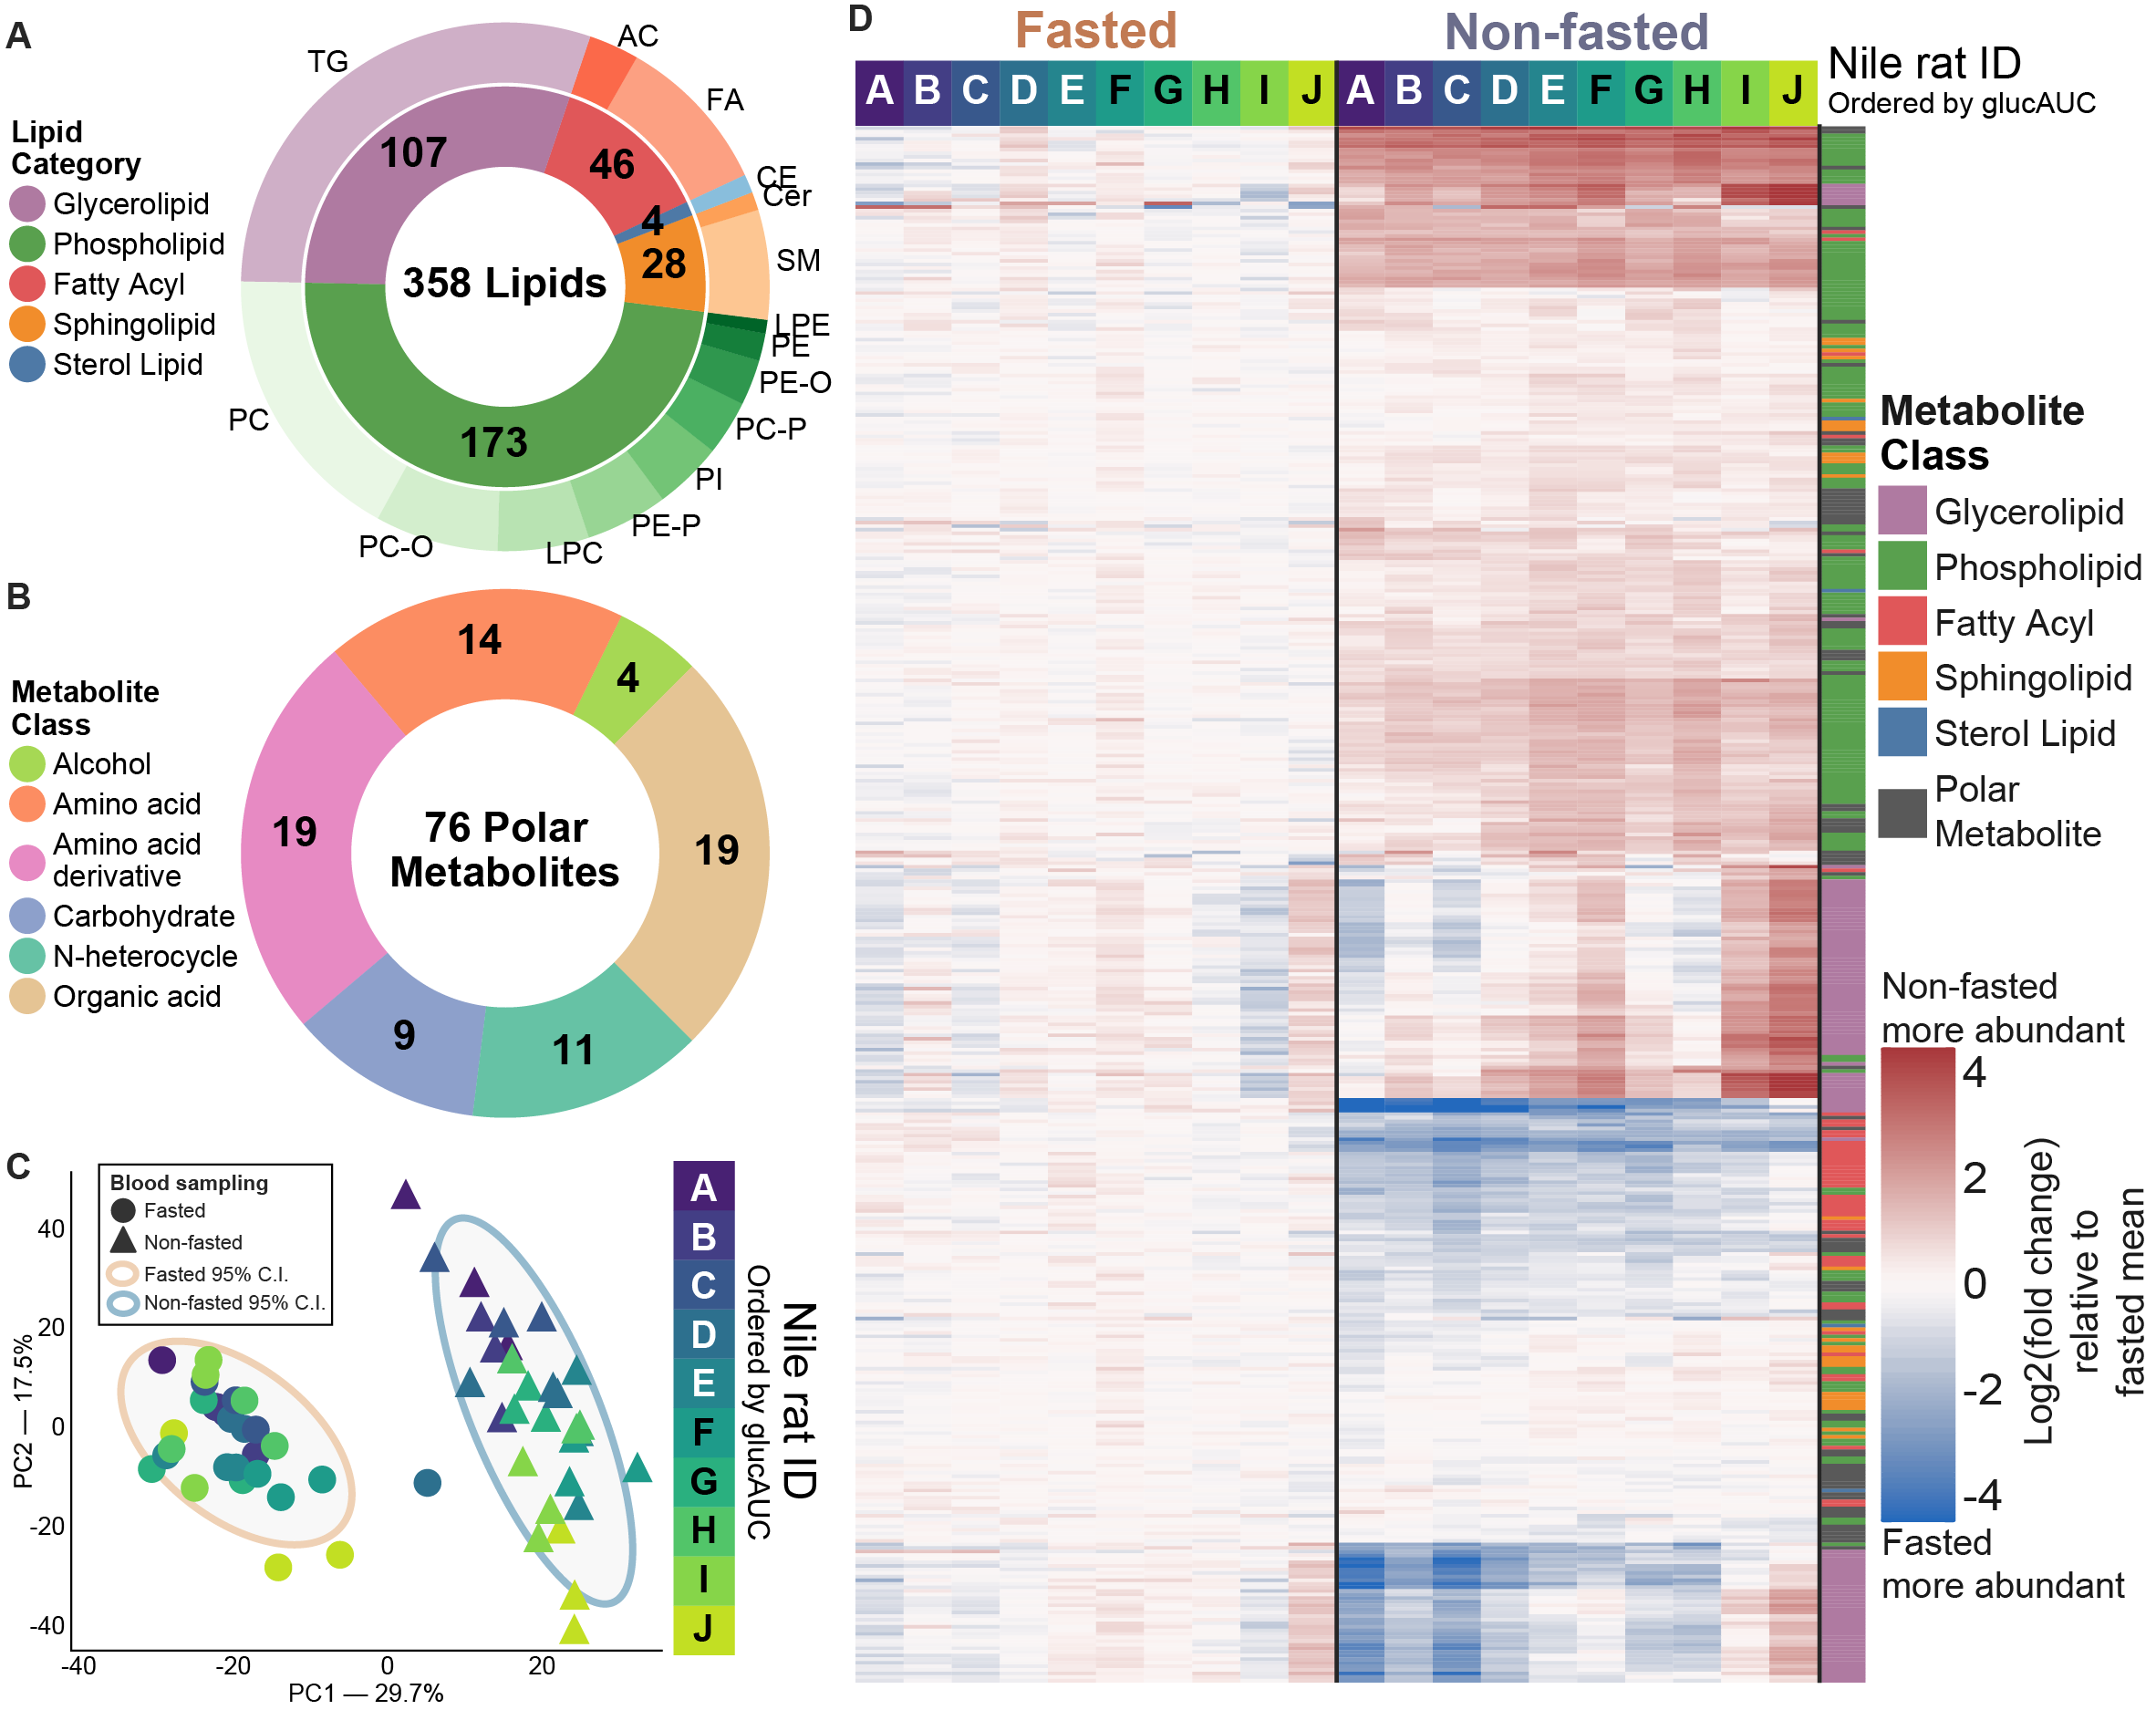 A
TG
AC
FA
CE
Cer
SM
LPE
PE
PE-O
PC-P
PI
PE-P
LPC
PC-O
PC
Lipid
Category
Glycerolipid
Phospholipid
Fatty Acyl
Sphingolipid
Sterol Lipid
107
46
4
28
173
358 Lipids
B
Metabolite
Class
Alcohol
Amino acid
Amino acid
derivative
Carbohydrate
N-heterocycle
Organic acid
14
4
19
19
9
11
76 Polar
Metabolites
C
Blood sampling
Fasted
Non-fasted
Fasted 95% C.I.
Non-fasted 95% C.I.
40
20
0
-20
-40
PC2 — 17.5%
-40
-20
0
20
PC1 — 29.7%
A
B
C
D
E
F
G
H
I
J
Ordered by glucAUC
Nile rat ID
D
Fasted
Non-fasted
A B C D E F G H I J A B C D E F G H I J
Nile rat ID
Ordered by glucAUC
Metabolite
Class
Glycerolipid
Phospholipid
Fatty Acyl
Sphingolipid
Sterol Lipid
Polar
Metabolite
Non-fasted
more abundant
4
2
0
-2
-4
Log2(fold change)
relative to
fasted mean
Fasted
more abundant